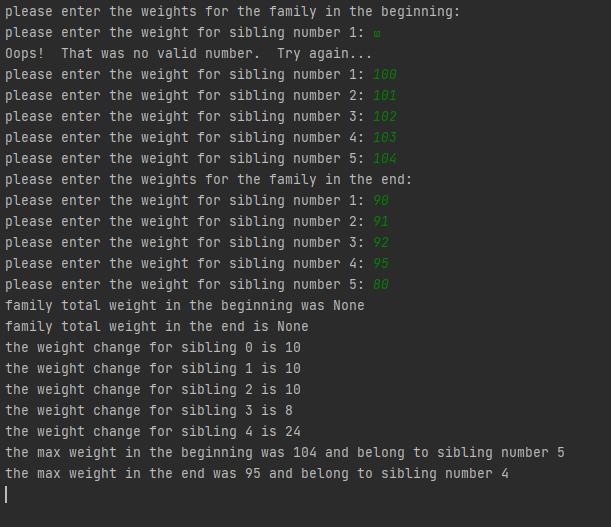 please enter the weights for the family in the beginning:
please enter the weight for sibling number 1: ש
Oops!  That was no valid number.  Try again...
please enter the weight for sibling number 1: 100
please enter the weight for sibling number 2: 101
please enter the weight for sibling number 3: 102
please enter the weight for sibling number 4: 103
please enter the weight for sibling number 5: 104
please enter the weights for the family in the end:
please enter the weight for sibling number 1: 90
please enter the weight for sibling number 2: 91
please enter the weight for sibling number 3: 92
please enter the weight for sibling number 4: 95
please enter the weight for sibling number 5: 80
family total weight in the beginning was None
family total weight in the end is None
the weight change for sibling 0 is 10
the weight change for sibling 1 is 10
the weight change for sibling 2 is 10
the weight change for sibling 3 is 8
the weight change for sibling 4 is 24
the max weight in the beginning was 104 and belong to sibling number 5
the max weight in the end was 95 and belong to sibling number 4